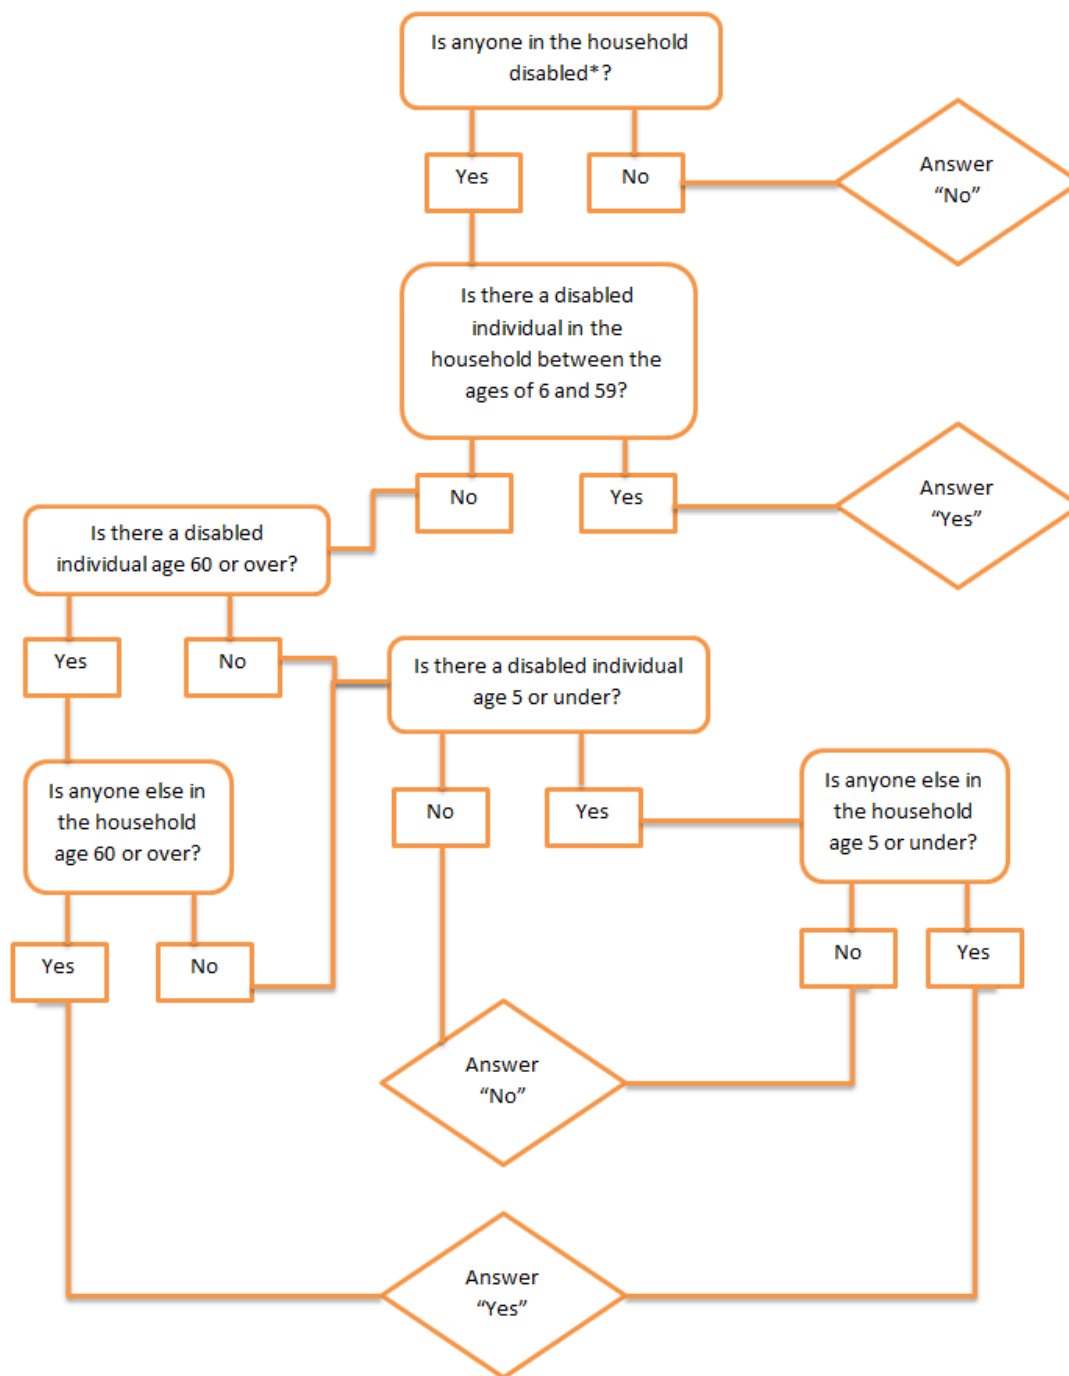 Is anyone in the household
disabled*?
Yes
No
Answer
“No”
Is there a disabled
individual in the
household between the
ages of 6 and 59?
No
Yes
Answer
“Yes”
Is there a disabled
individual age 60 or over?
Yes
No
Is there a disabled individual
age 5 or under?
No
Yes
Is anyone else in
the household
age 60 or over?
Is anyone else in
the household
age 5 or under?
Yes
No
No
Yes
Answer
“No”
Answer
“Yes”